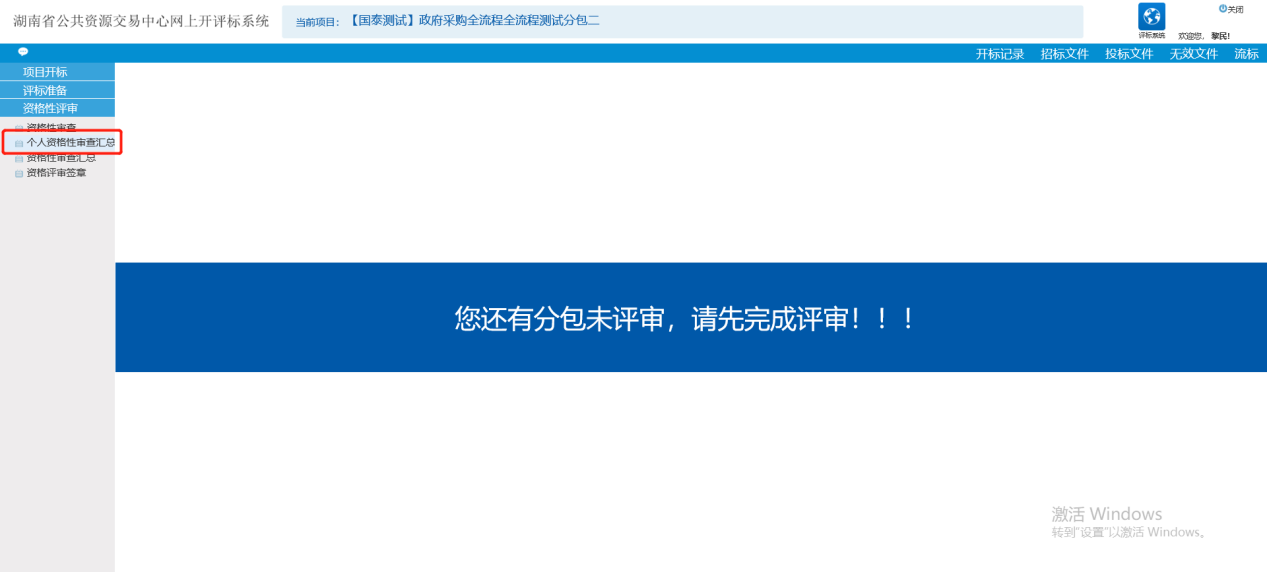 湖南省公共资源交易中心网上开评标系统
当前项目：【国泰测试】政府采购全流程全流程测试分包二
评标系统
欢迎您，黎民!
关闭
开标记录 招标文件 投标文件 无效文件 流标
项目开标
评标准备
资格性评审
资格性审查
个人资格性审查汇总
资格性审查汇总
资格评审签章
您还有分包未评审，请先完成评审！！！
激活 Windows
转到"设置"以激活 Windows。